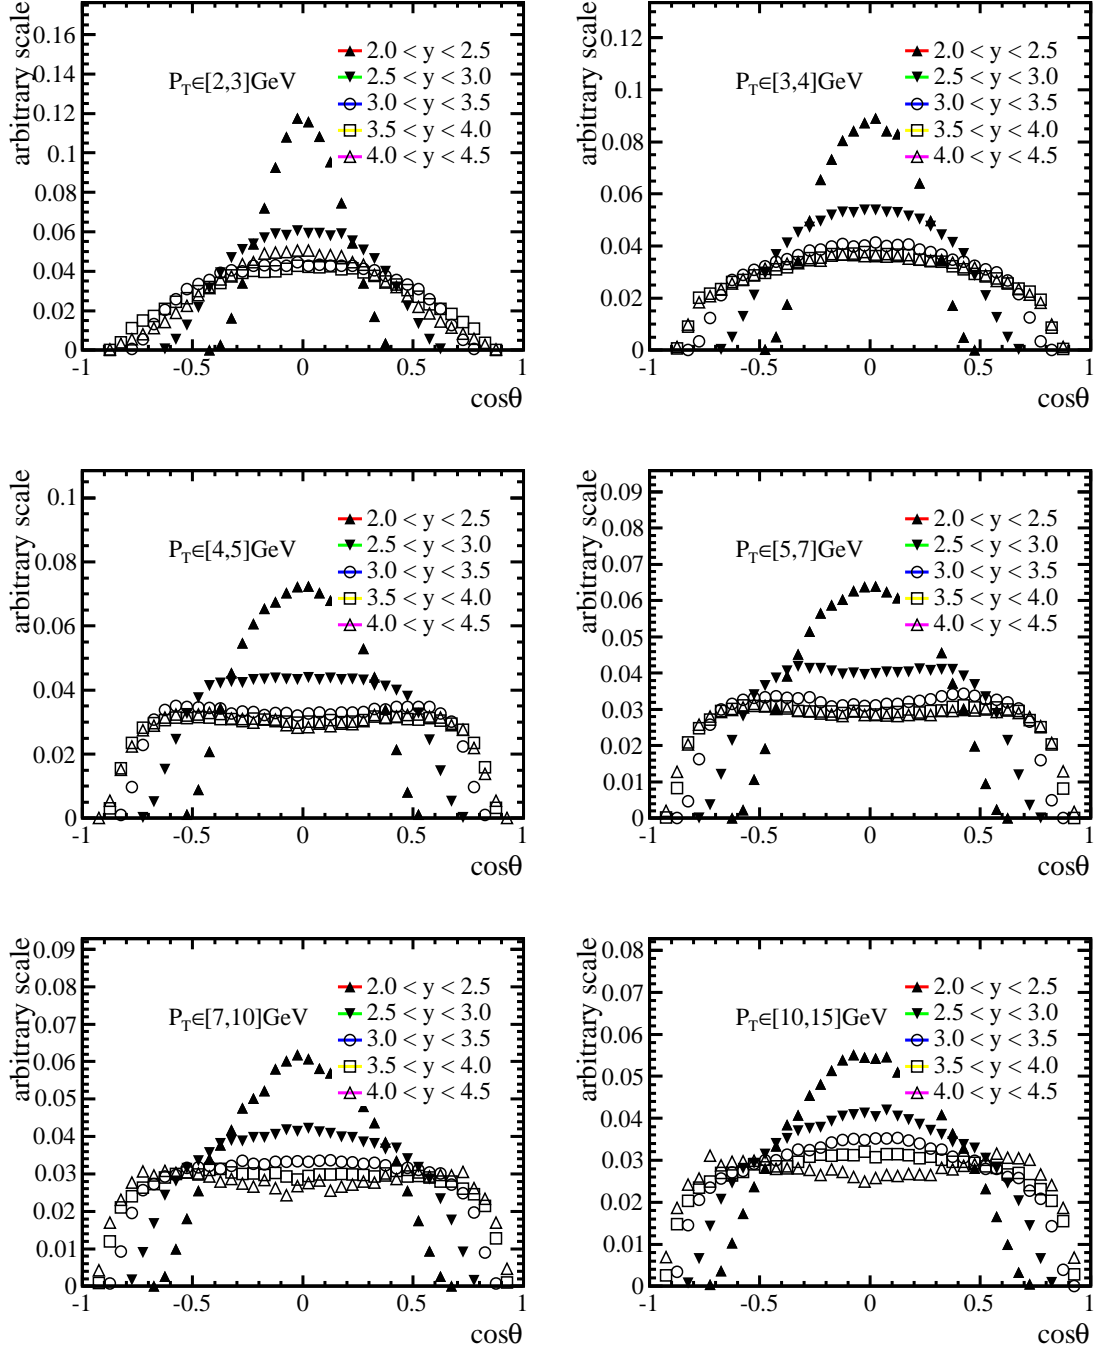 arbitrary scale
0.16
0.14
0.12
0.1
0.08
0.06
0.04
0.02
0
P_T∈[2,3]GeV
2.0 < y < 2.5
2.5 < y < 3.0
3.0 < y < 3.5
3.5 < y < 4.0
4.0 < y < 4.5
-1 -0.5 0 0.5 1
cosθ
arbitrary scale
0.12
0.1
0.08
0.06
0.04
0.02
0
P_T∈[3,4]GeV
2.0 < y < 2.5
2.5 < y < 3.0
3.0 < y < 3.5
3.5 < y < 4.0
4.0 < y < 4.5
-1 -0.5 0 0.5 1
cosθ
arbitrary scale
0.1
0.08
0.06
0.04
0.02
0
P_T∈[4,5]GeV
2.0 < y < 2.5
2.5 < y < 3.0
3.0 < y < 3.5
3.5 < y < 4.0
4.0 < y < 4.5
-1 -0.5 0 0.5 1
cosθ
arbitrary scale
0.09
0.08
0.07
0.06
0.05
0.04
0.03
0.02
0.01
0
P_T∈[5,7]GeV
2.0 < y < 2.5
2.5 < y < 3.0
3.0 < y < 3.5
3.5 < y < 4.0
4.0 < y < 4.5
-1 -0.5 0 0.5 1
cosθ
arbitrary scale
0.09
0.08
0.07
0.06
0.05
0.04
0.03
0.02
0.01
0
P_T∈[7,10]GeV
2.0 < y < 2.5
2.5 < y < 3.0
3.0 < y < 3.5
3.5 < y < 4.0
4.0 < y < 4.5
-1 -0.5 0 0.5 1
cosθ
arbitrary scale
0.08
0.07
0.06
0.05
0.04
0.03
0.02
0.01
0
P_T∈[10,15]GeV
2.0 < y < 2.5
2.5 < y < 3.0
3.0 < y < 3.5
3.5 < y < 4.0
4.0 < y < 4.5
-1 -0.5 0 0.5 1
cosθ